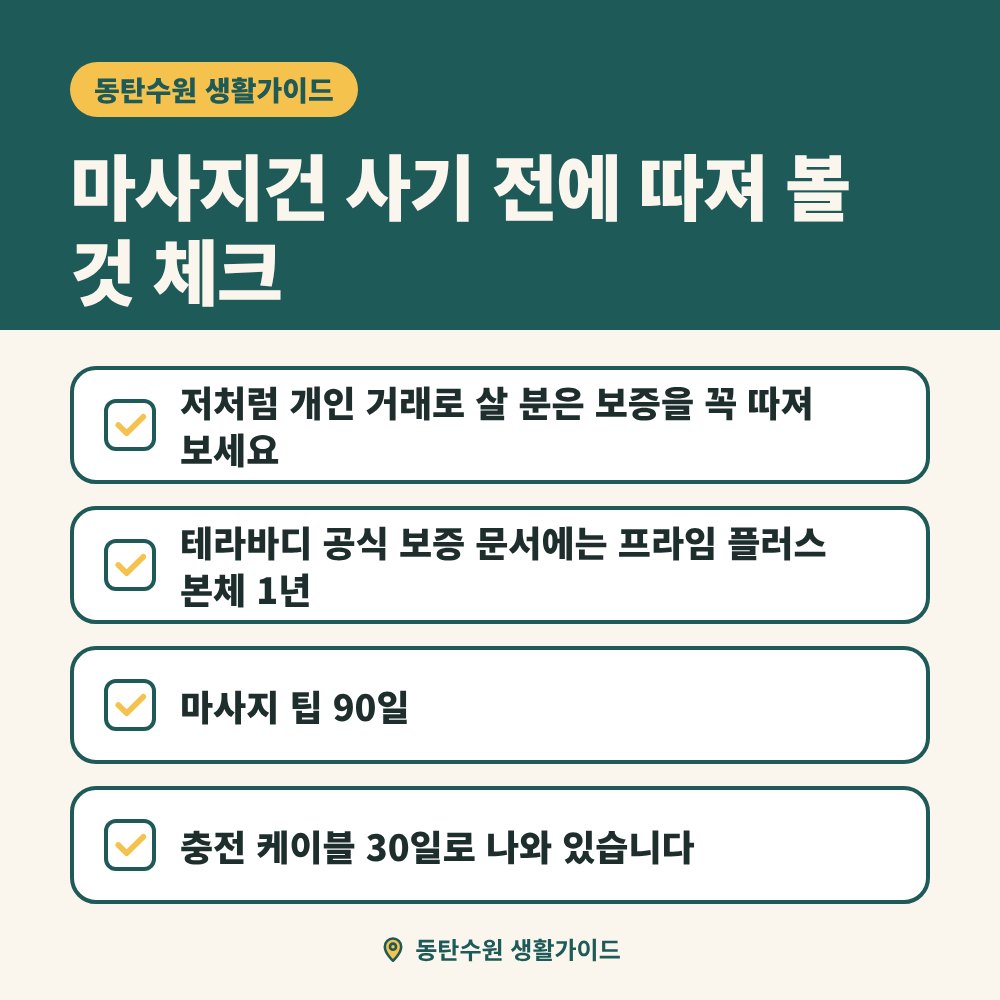 동탄수원 생활가이드
마사지건 사기 전에 따져 볼
것 체크
저처럼 개인 거래로 살 분은 보증을 꼭 따져
보세요
테라바디 공식 보증 문서에는 프라임 플러스
본체 1년
마사지 팁 90일
충전 케이블 30일로 나와 있습니다
동탄수원 생활가이드